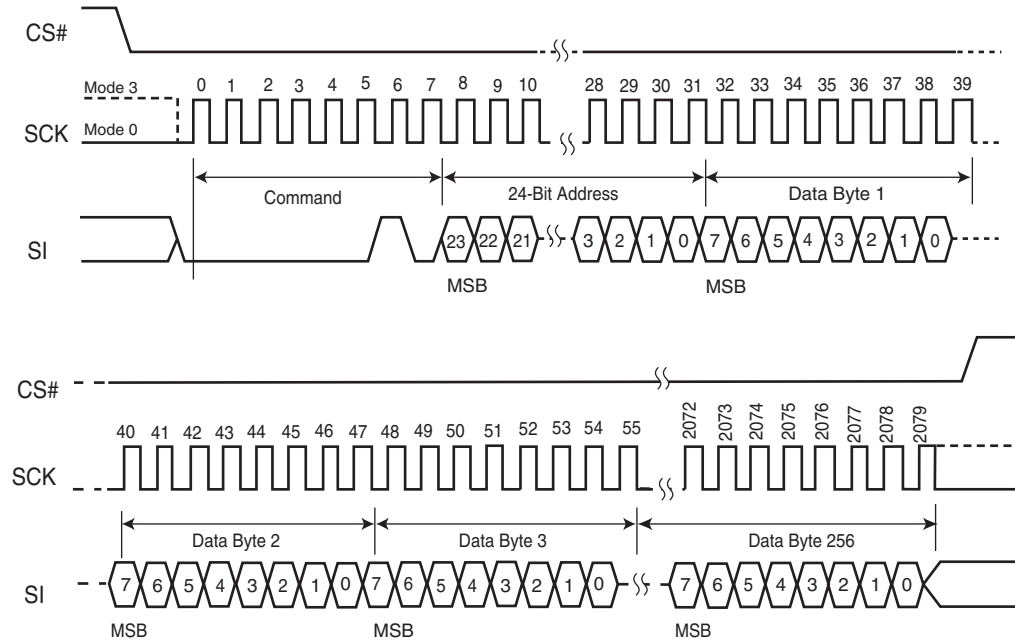 CS#
Mode 3
0 1 2 3 4 5 6 7 8 9 10 28 29 30 31 32 33 34 35 36 37 38 39
SCK
Mode 0
Command 24-Bit Address Data Byte 1
SI
23 22 21 3 2 1 0 7 6 5 4 3 2 1 0
MSB MSB
CS#
40 41 42 43 44 45 46 47 48 49 50 51 52 53 54 55 2072 2073 2074 2075 2076 2077 2078 2079
SCK
Data Byte 2 Data Byte 3 Data Byte 256
SI
7 6 5 4 3 2 1 0 7 6 5 4 3 2 1 0 7 6 5 4 3 2 1 0
MSB MSB MSB